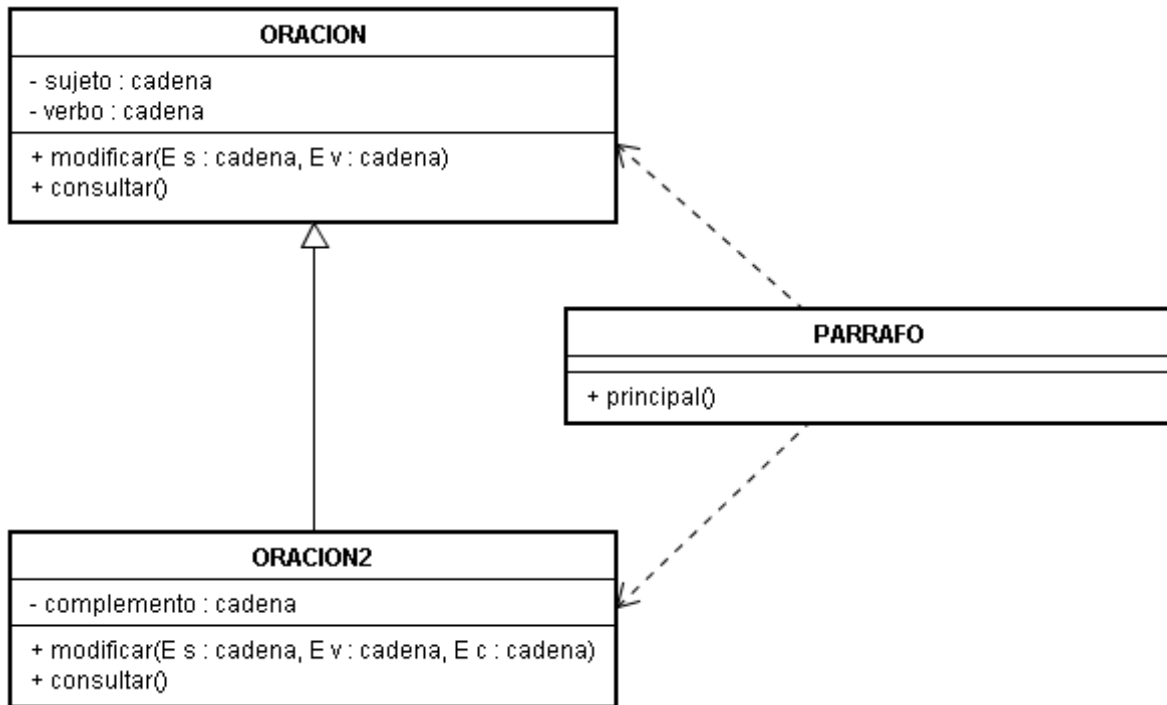 ORACION
- sujeto : cadena
- verbo : cadena
+ modificar(E s : cadena, E v : cadena)
+ consultar()
PARRAFO
+ principal()
ORACION2
- complemento : cadena
+ modificar(E s : cadena, E v : cadena, E c : cadena)
+ consultar()